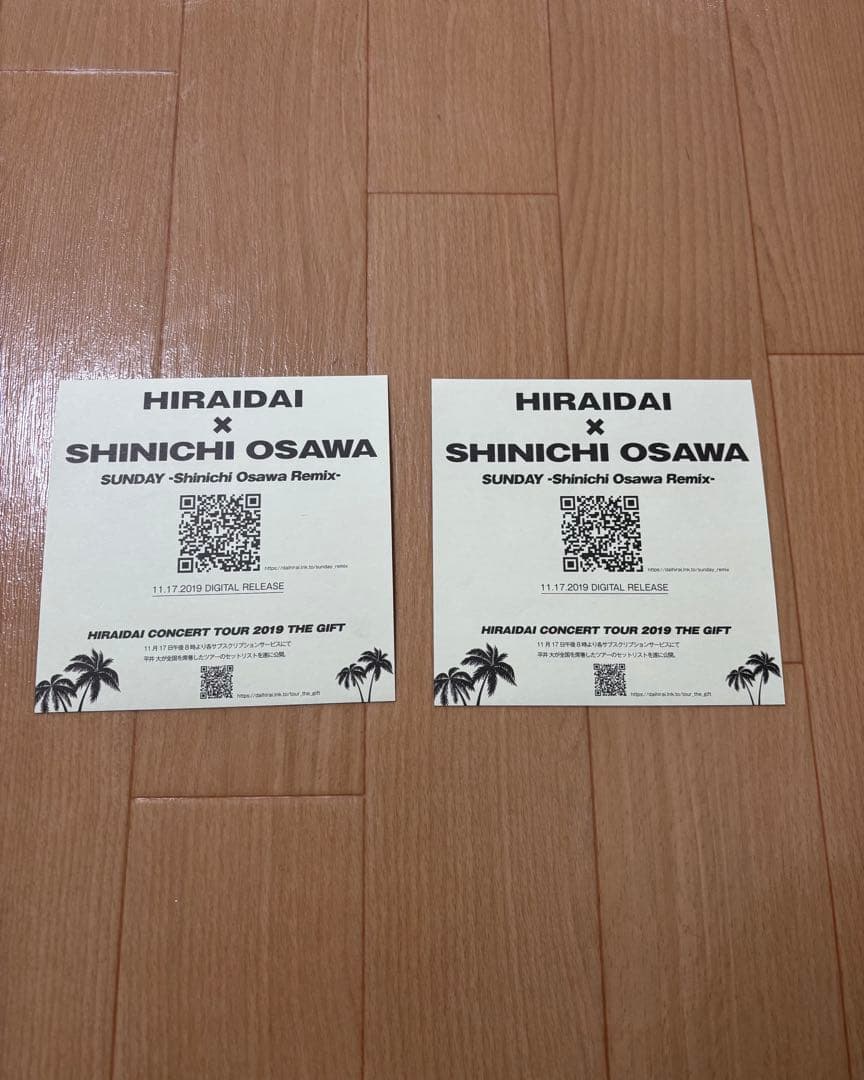 HIRAIDAI
×
SHINICHI OSAWA
SUNDAY -Shinichi Osawa Remix-
https://daihirai.lnk.to/sunday_remix
11.17.2019 DIGITAL RELEASE
HIRAIDAI CONCERT TOUR 2019 THE GIFT
11月17日午後8時より各サブスクリプションサービスにて
平井 大が全国を席巻したツアーのセットリストを遂に公開。
https://daihirai.lnk.to/tour_the_gift
HIRAIDAI
×
SHINICHI OSAWA
SUNDAY -Shinichi Osawa Remix-
https://daihirai.lnk.to/sunday_remix
11.17.2019 DIGITAL RELEASE
HIRAIDAI CONCERT TOUR 2019 THE GIFT
11月17日午後8時より各サブスクリプションサービスにて
平井 大が全国を席巻したツアーのセットリストを遂に公開。
https://daihirai.lnk.to/tour_the_gift